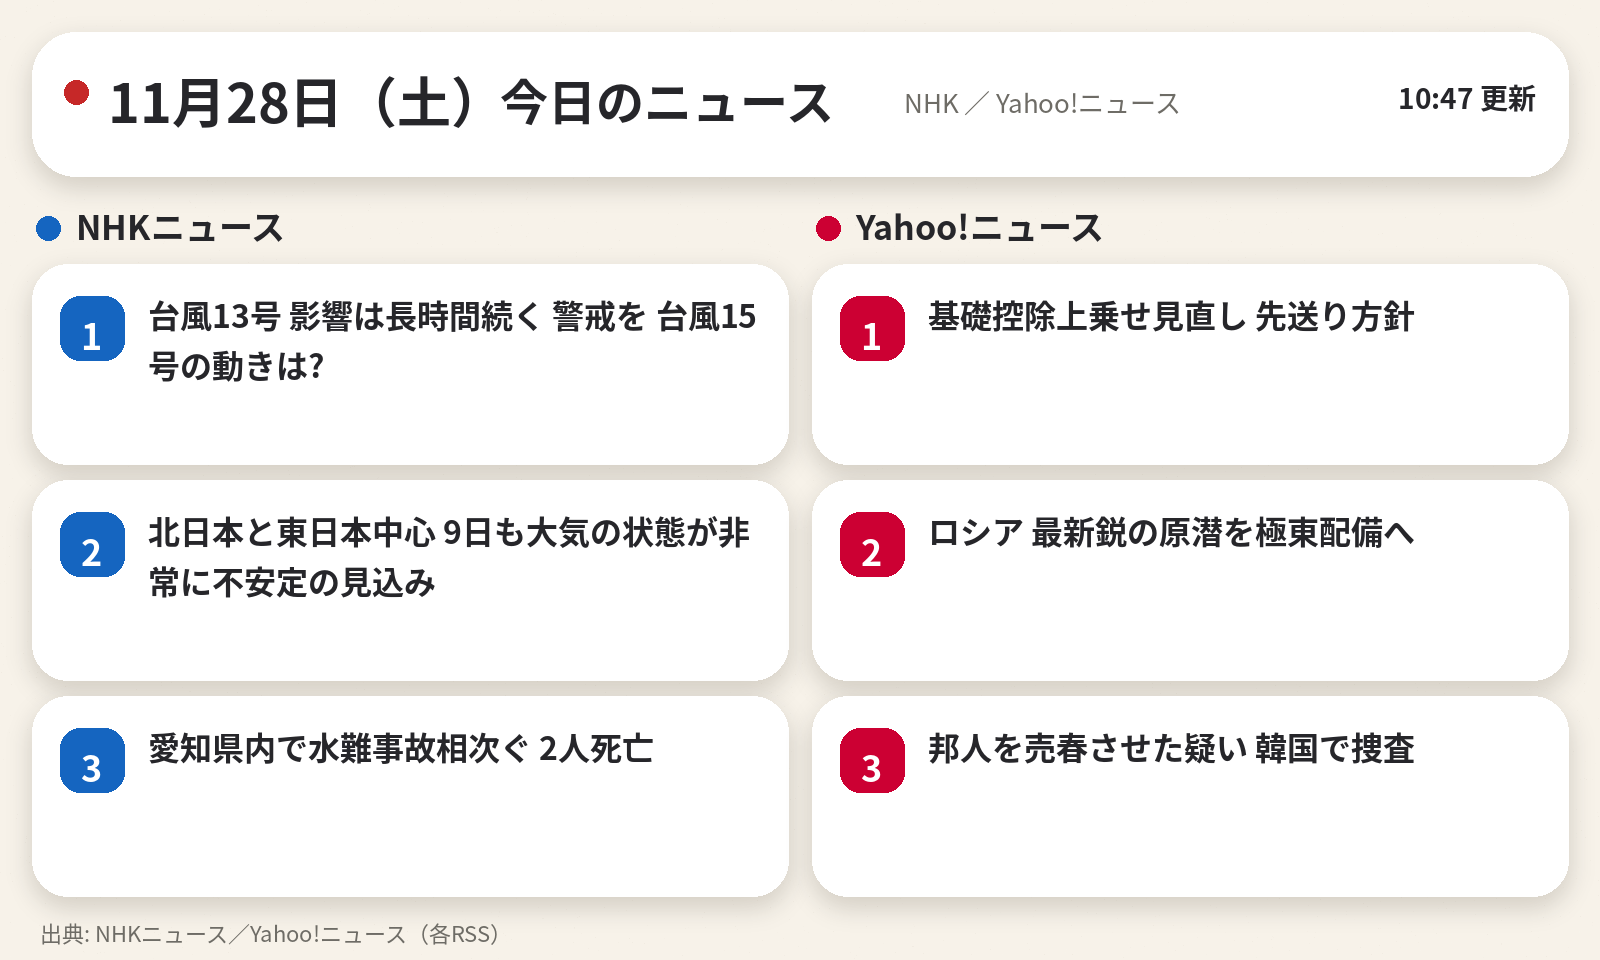 11月28日（土）今日のニュース
NHK ／ Yahoo!ニュース
10:47 更新
NHKニュース
1
台風13号 影響は長時間続く 警戒を 台風15
号の動きは?
2
北日本と東日本中心 9日も大気の状態が非
常に不安定の見込み
3
愛知県内で水難事故相次ぐ 2人死亡
Yahoo!ニュース
1
基礎控除上乗せ見直し 先送り方針
2
ロシア 最新鋭の原潜を極東配備へ
3
邦人を売春させた疑い 韓国で捜査
出典: NHKニュース／Yahoo!ニュース（各RSS）